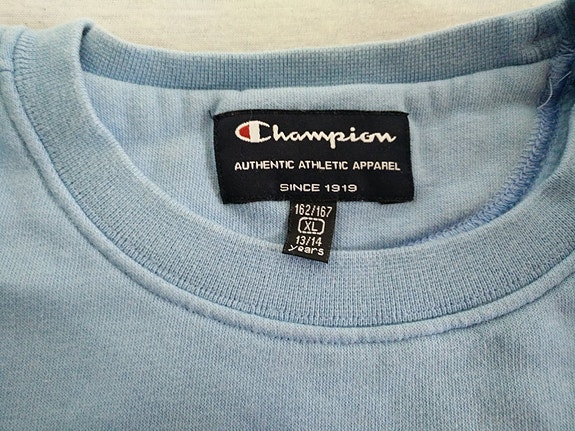 Champion
AUTHENTIC ATHLETIC APPAREL
SINCE 1919
162/167
XL
13/14
years